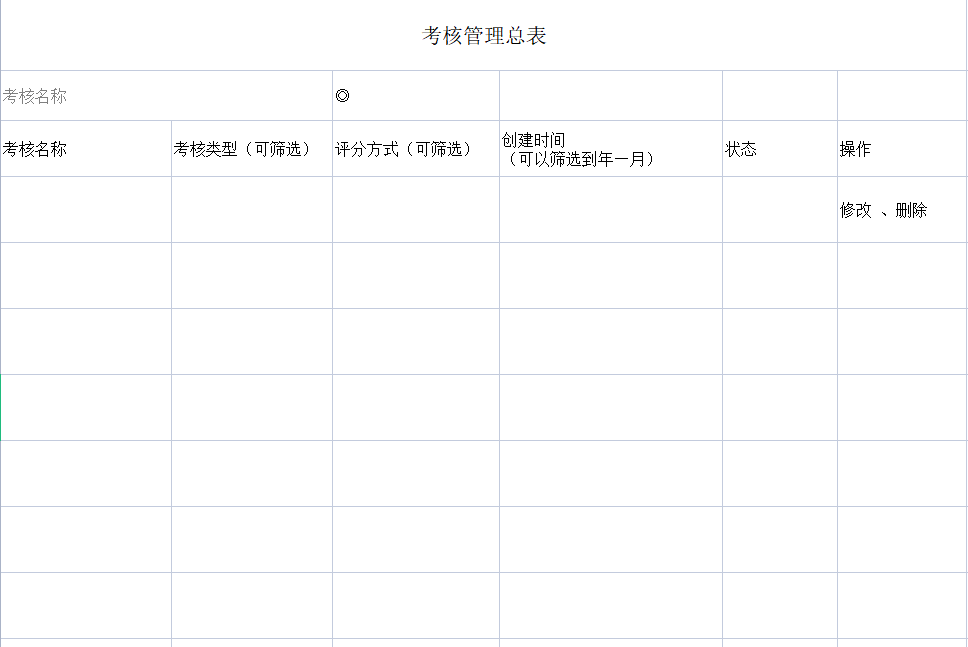 考核管理总表
考核名称 ◎
考核名称 考核类型（可筛选） 评分方式（可筛选） 创建时间
（可以筛选到年一月） 状态 操作
修改 、删除